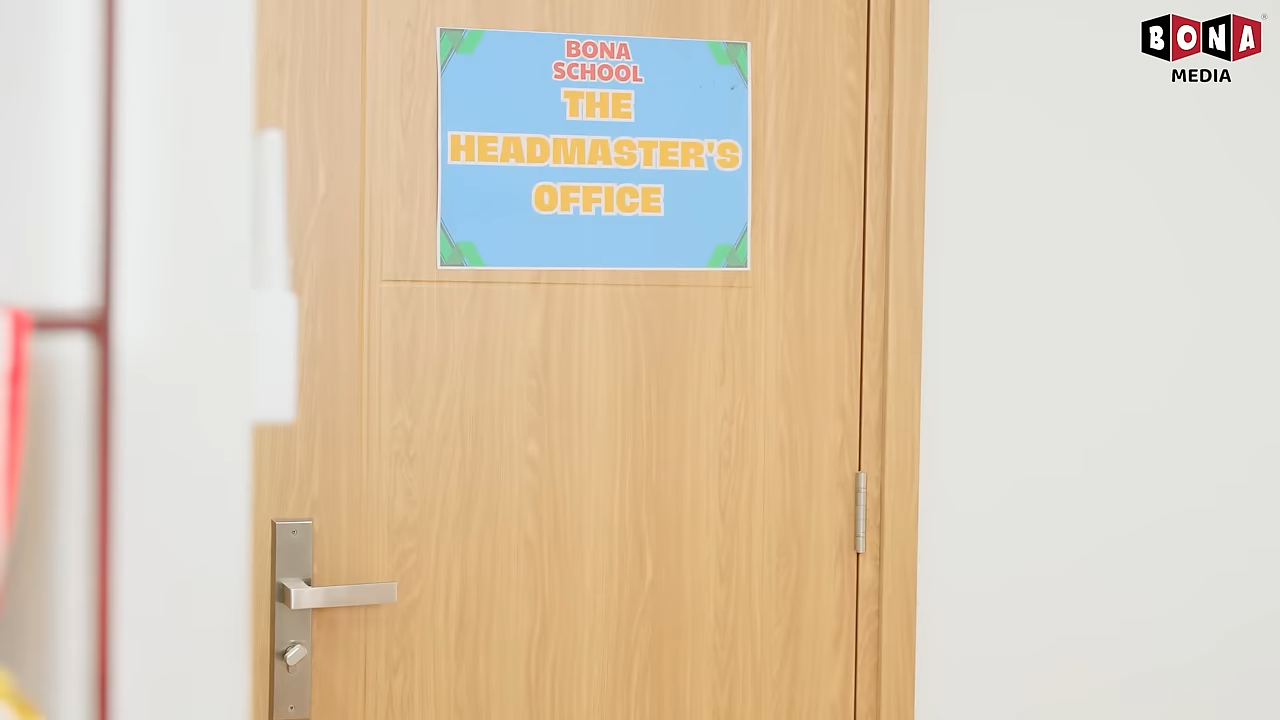 BONA
SCHOOL
THE
HEADMASTER'S
OFFICE
BONA
MEDIA